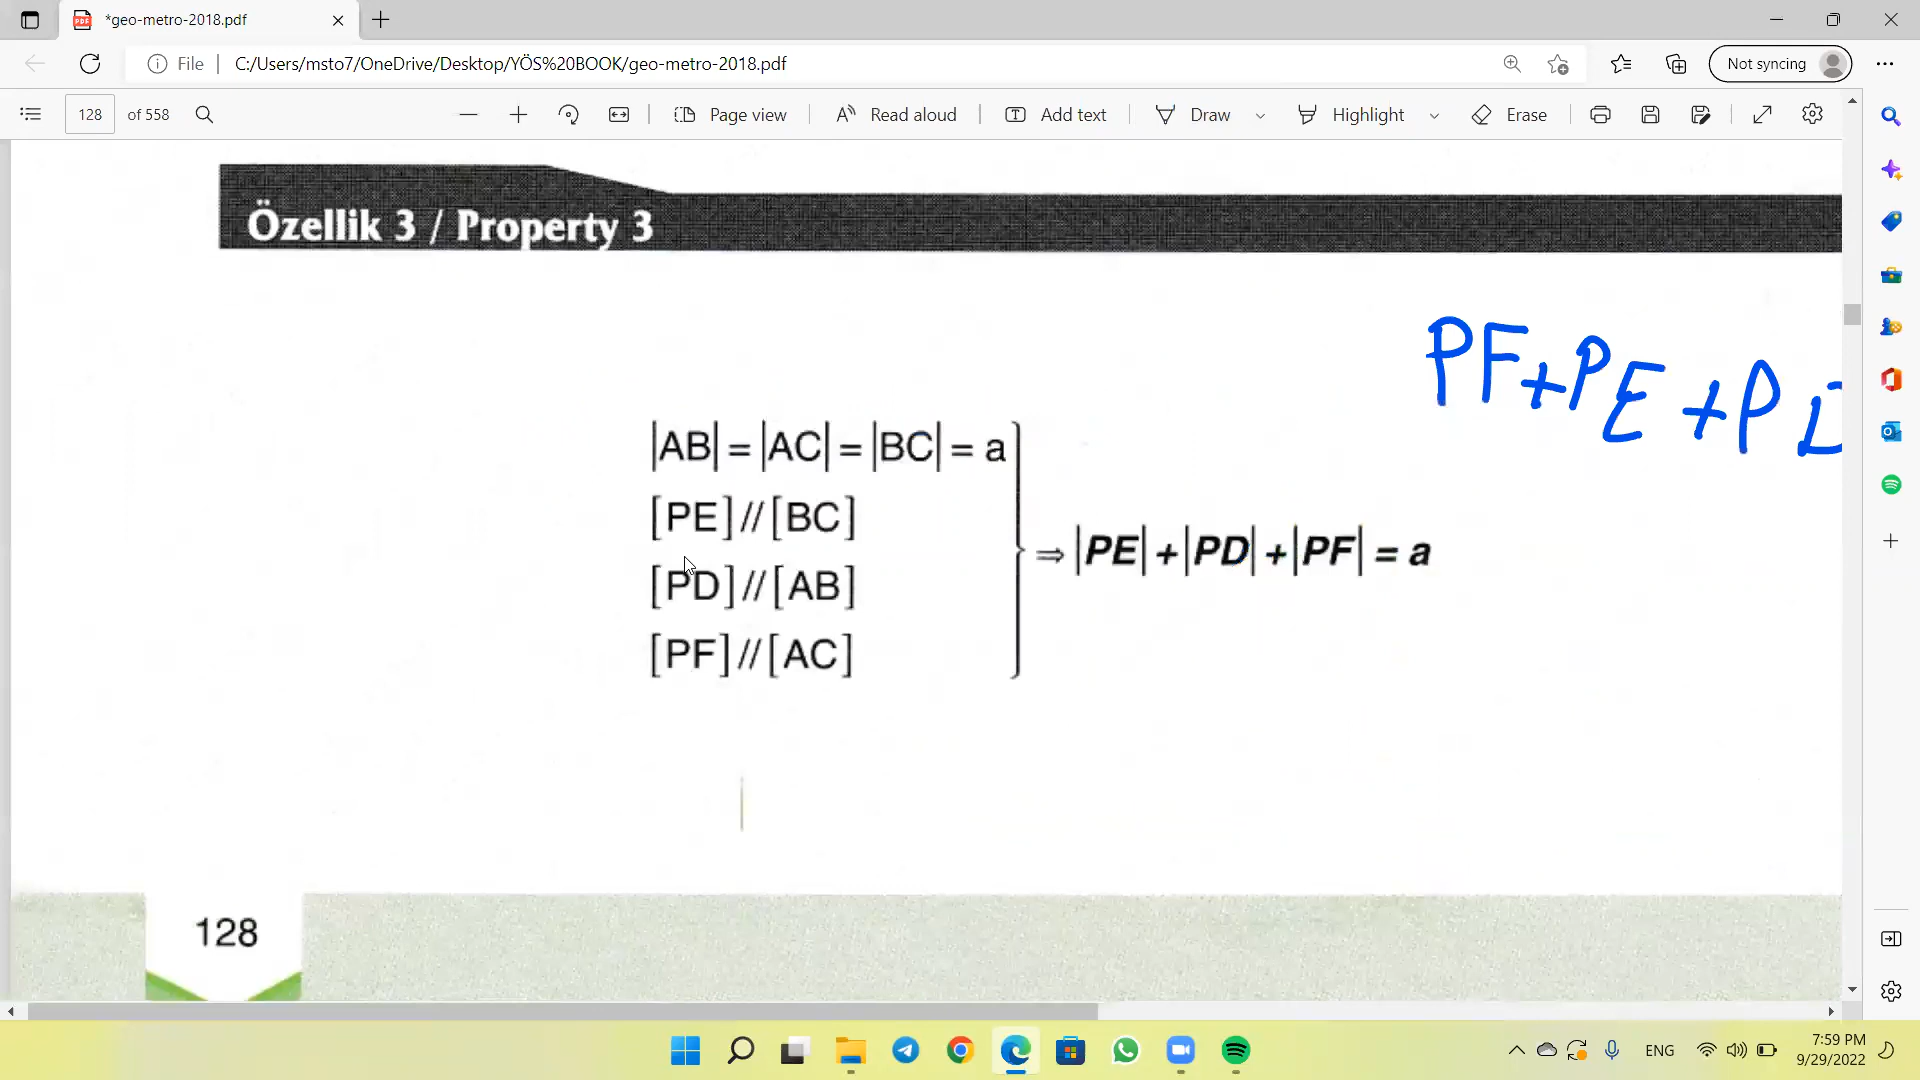 *geo-metro-2018.pdf
File
C:/Users/msto7/OneDrive/Desktop/YÖS%20BOOK/geo-metro-2018.pdf
Not syncing
128 of 558
Page view
Read aloud
Add text
Draw
Highlight
Erase
Özellik 3 / Property 3
PF+PE+PD
|AB| = |AC| = |BC| = a
[PE] // [BC]
[PD] // [AB]
[PF] // [AC]
⇒ |PE| + |PD| + |PF| = a
128
ENG
7:59 PM
9/29/2022